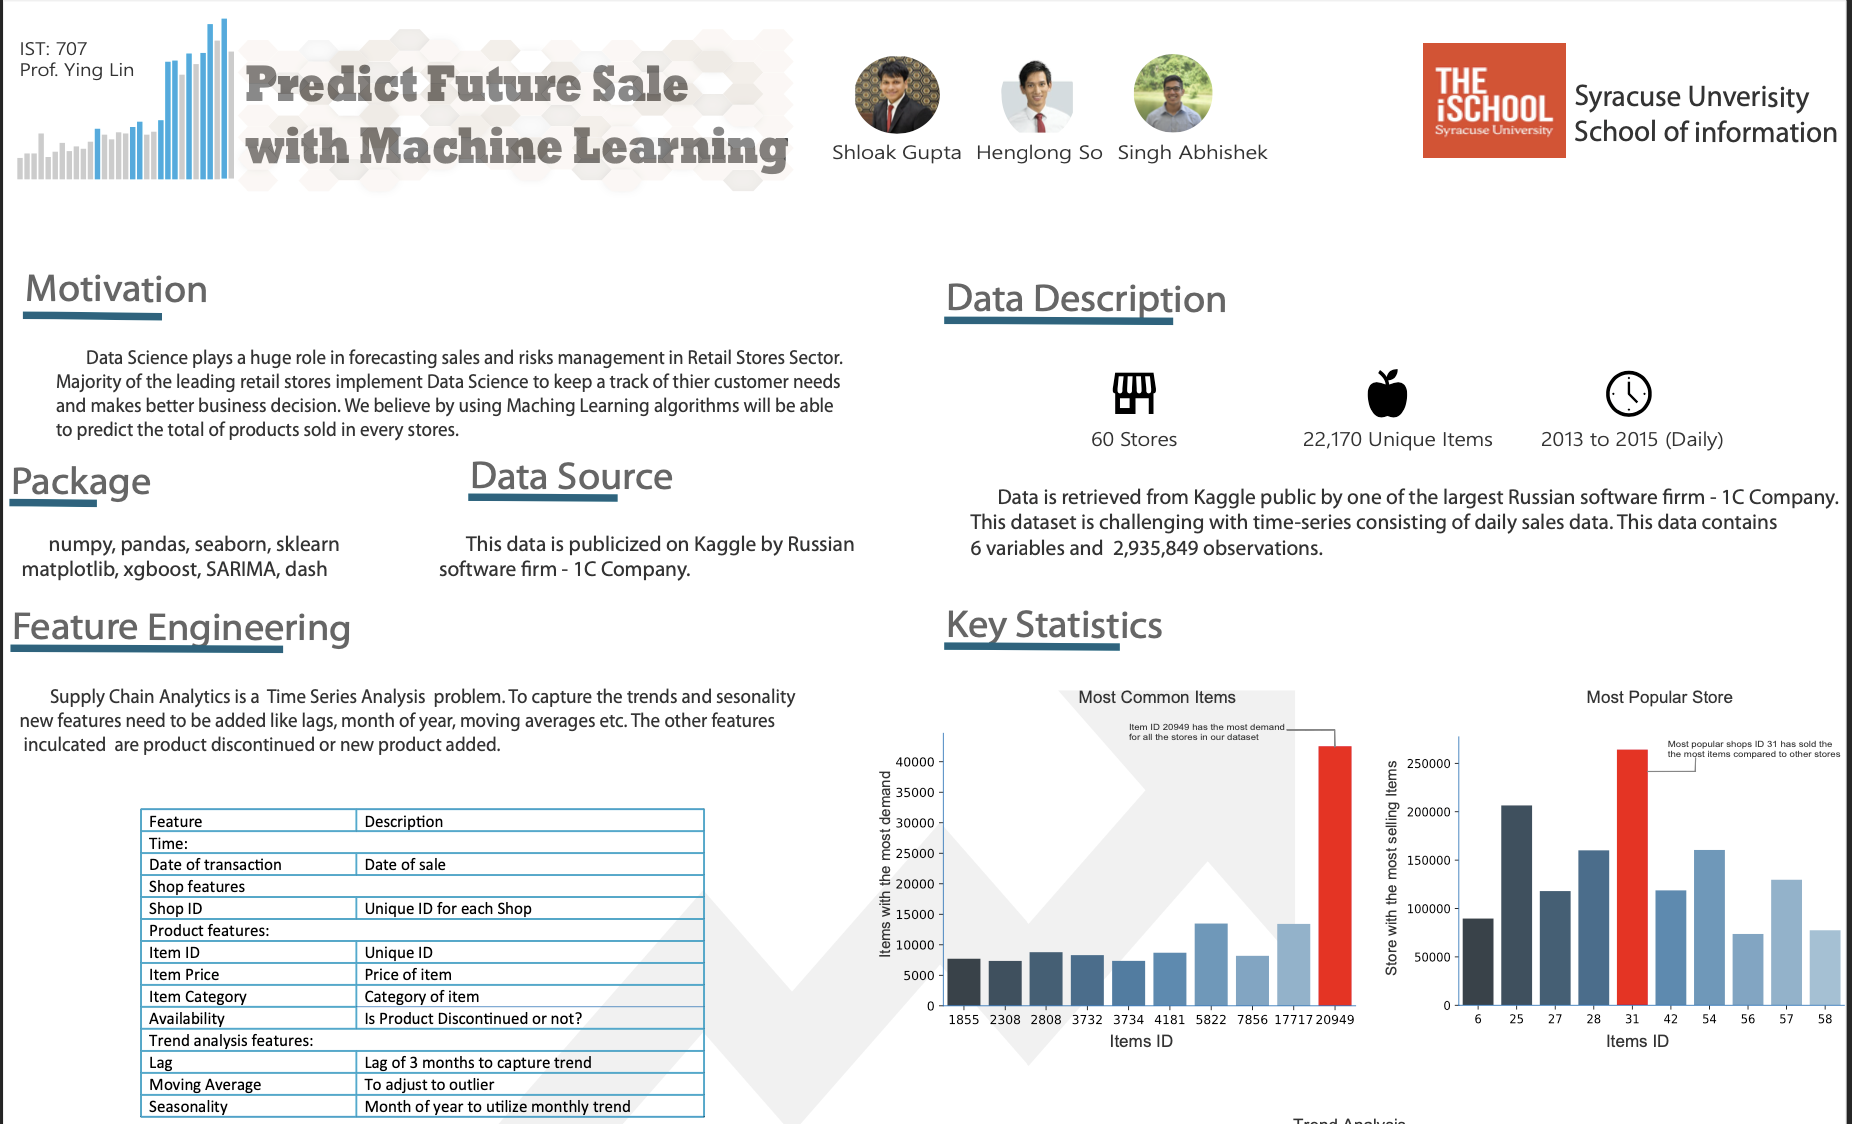 IST: 707
Prof. Ying Lin
Predict Future Sale
with Machine Learning
Shloak Gupta
Henglong So
Singh Abhishek
THE
iSCHOOL
Syracuse University
Syracuse Unverisity
School of information
Motivation
Data Science plays a huge role in forecasting sales and risks management in Retail Stores Sector.
Majority of the leading retail stores implement Data Science to keep a track of thier customer needs
and makes better business decision. We believe by using Maching Learning algorithms will be able
to predict the total of products sold in every stores.
Package
numpy, pandas, seaborn, sklearn
matplotlib, xgboost, SARIMA, dash
Data Source
This data is publicized on Kaggle by Russian
software firm - 1C Company.
Feature Engineering
Supply Chain Analytics is a Time Series Analysis problem. To capture the trends and sesonality
new features need to be added like lags, month of year, moving averages etc. The other features
inculcated are product discontinued or new product added.
Feature Description
Time:
Date of transaction Date of sale
Shop features
Shop ID Unique ID for each Shop
Product features:
Item ID Unique ID
Item Price Price of item
Item Category Category of item
Availability Is Product Discontinued or not?
Trend analysis features:
Lag Lag of 3 months to capture trend
Moving Average To adjust to outlier
Seasonality Month of year to utilize monthly trend
Data Description
60 Stores
22,170 Unique Items
2013 to 2015 (Daily)
Data is retrieved from Kaggle public by one of the largest Russian software firrm - 1C Company.
This dataset is challenging with time-series consisting of daily sales data. This data contains
6 variables and 2,935,849 observations.
Key Statistics
Most Common Items
Item ID 20949 has the most demand
for all the stores in our dataset
Items with the most demand
40000
35000
30000
25000
20000
15000
10000
5000
0
1855 2308 2808 3732 3734 4181 5822 7856 17717 20949
Items ID
Most Popular Store
Most popular shops ID 31 has sold the
the most items compared to other stores
Store with the most selling Items
250000
200000
150000
100000
50000
0
6 25 27 28 31 42 54 56 57 58
Items ID
Trend Analysis